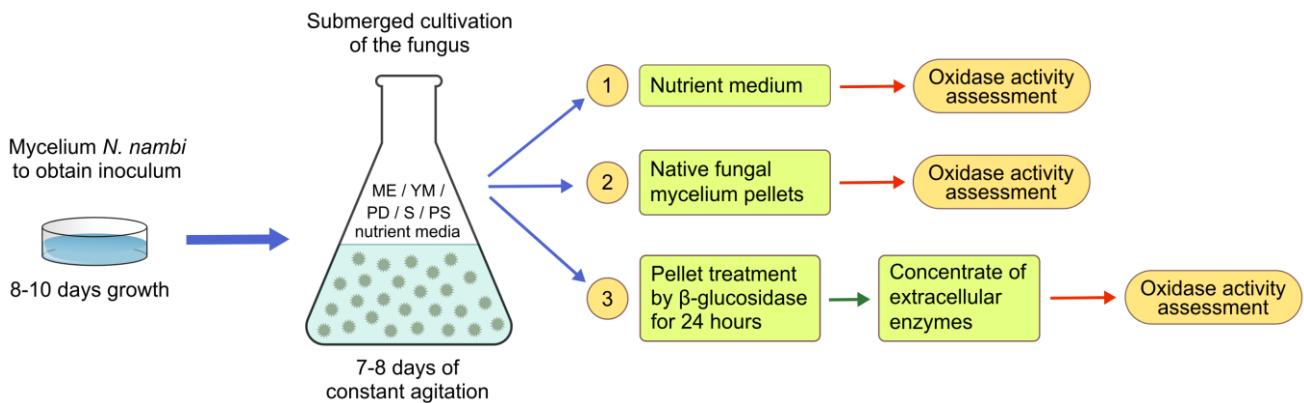 Mycelium N. nambi
to obtain inoculum
8-10 days growth
Submerged cultivation
of the fungus
ME / YM /
PD / S / PS
nutrient media
7-8 days of
constant agitation
1
Nutrient medium
Oxidase activity
assessment
2
Native fungal
mycelium pellets
Oxidase activity
assessment
3
Pellet treatment
by β-glucosidase
for 24 hours
Concentrate of
extracellular
enzymes
Oxidase activity
assessment